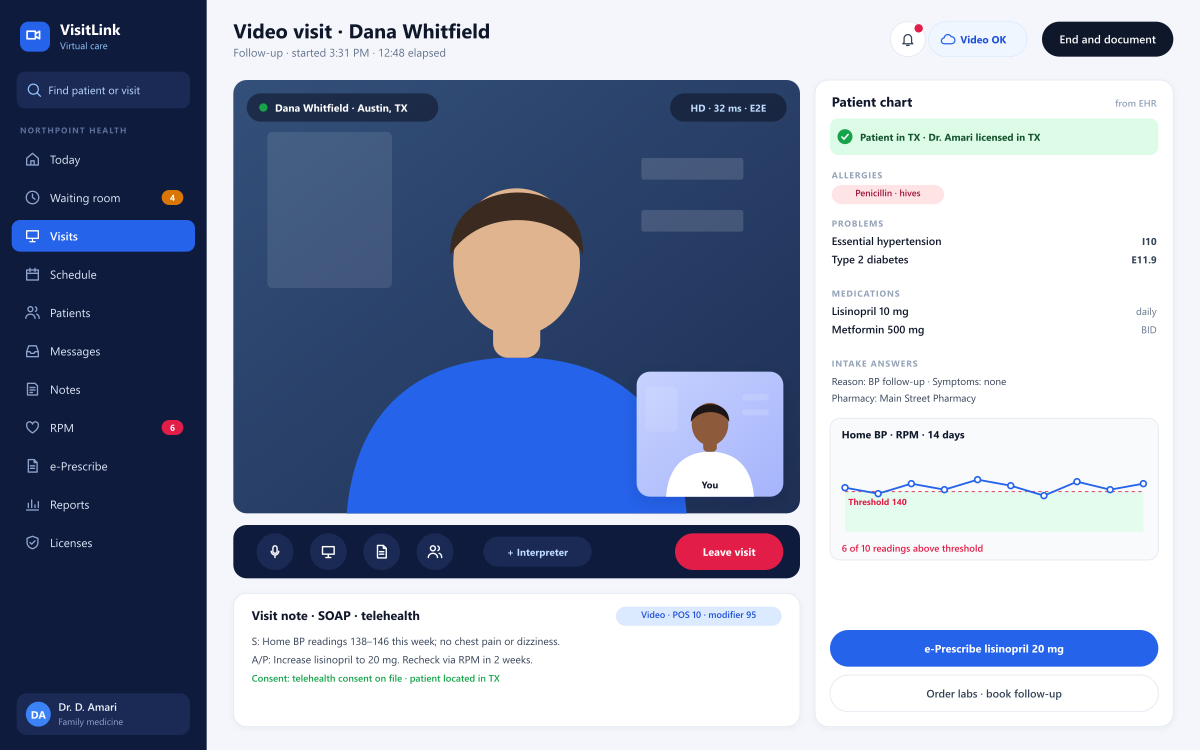 VisitLink
Virtual care
Find patient or visit
NORTHPOINT HEALTH
Today
Waiting room 4
Visits
Schedule
Patients
Messages
Notes
RPM 6
e-Prescribe
Reports
Licenses
DA
Dr. D. Amari
Family medicine
Video visit · Dana Whitfield
Follow-up · started 3:31 PM · 12:48 elapsed
Video OK
End and document
Dana Whitfield · Austin, TX
HD · 32 ms · E2E
You
+ Interpreter
Leave visit
Visit note · SOAP · telehealth
Video · POS 10 · modifier 95
S: Home BP readings 138–146 this week; no chest pain or dizziness.
A/P: Increase lisinopril to 20 mg. Recheck via RPM in 2 weeks.
Consent: telehealth consent on file · patient located in TX
Patient chart
from EHR
Patient in TX · Dr. Amari licensed in TX
ALLERGIES
Penicillin · hives
PROBLEMS
Essential hypertension I10
Type 2 diabetes E11.9
MEDICATIONS
Lisinopril 10 mg daily
Metformin 500 mg BID
INTAKE ANSWERS
Reason: BP follow-up · Symptoms: none
Pharmacy: Main Street Pharmacy
Home BP · RPM · 14 days
Threshold 140
6 of 10 readings above threshold
e-Prescribe lisinopril 20 mg
Order labs · book follow-up